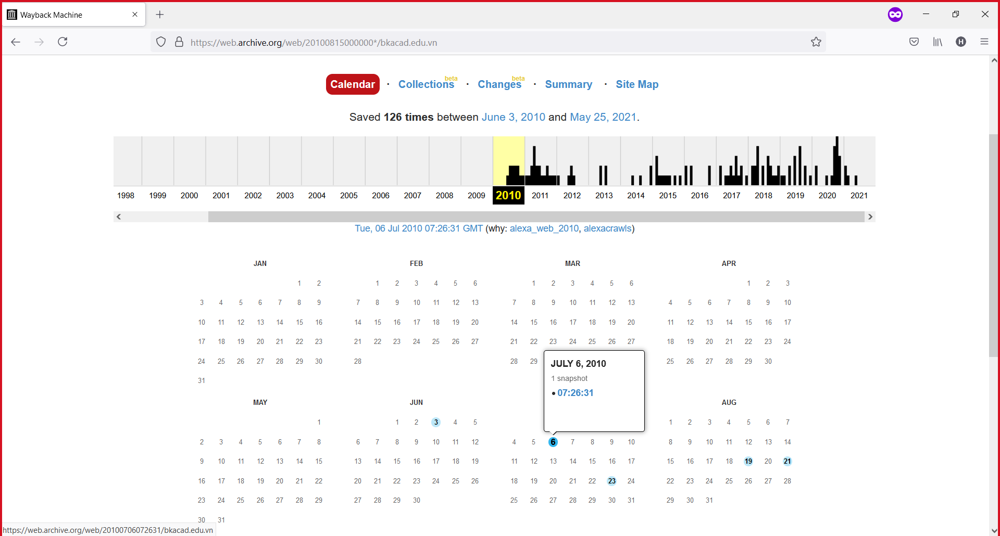 Wayback Machine
https://web.archive.org/web/20100815000000*/bkacad.edu.vn
H
Calendar · Collections beta · Changes beta · Summary · Site Map
Saved 126 times between June 3, 2010 and May 25, 2021.
1998 1999 2000 2001 2002 2003 2004 2005 2006 2007 2008 2009 2010 2011 2012 2013 2014 2015 2016 2017 2018 2019 2020 2021
Tue, 06 Jul 2010 07:26:31 GMT (why: alexa_web_2010, alexacrawls)
JAN FEB MAR APR
1 2 1 2 3 4 5 6 1 2 3 4 5 6 1 2 3
3 4 5 6 7 8 9 7 8 9 10 11 12 13 7 8 9 10 11 12 13 4 5 6 7 8 9 10
10 11 12 13 14 15 16 14 15 16 17 18 19 20 14 15 16 17 18 19 20 11 12 13 14 15 16 17
17 18 19 20 21 22 23 21 22 23 24 25 26 27 21 22 23 24 25 26 27 18 19 20 21 22 23 24
24 25 26 27 28 29 30 28 28 29 25 26 27 28 29 30
31
JULY 6, 2010
1 snapshot
• 07:26:31
MAY JUN AUG
1 1 2 3 4 5 1 2 3 4 5 6 7
2 3 4 5 6 7 8 6 7 8 9 10 11 12 4 5 6 7 8 9 10 8 9 10 11 12 13 14
9 10 11 12 13 14 15 13 14 15 16 17 18 19 11 12 13 14 15 16 17 15 16 17 18 19 20 21
16 17 18 19 20 21 22 20 21 22 23 24 25 26 18 19 20 21 22 23 24 22 23 24 25 26 27 28
23 24 25 26 27 28 29 27 28 29 30 25 26 27 28 29 30 31 29 30 31
30 31
https://web.archive.org/web/20100706072631/bkacad.edu.vn